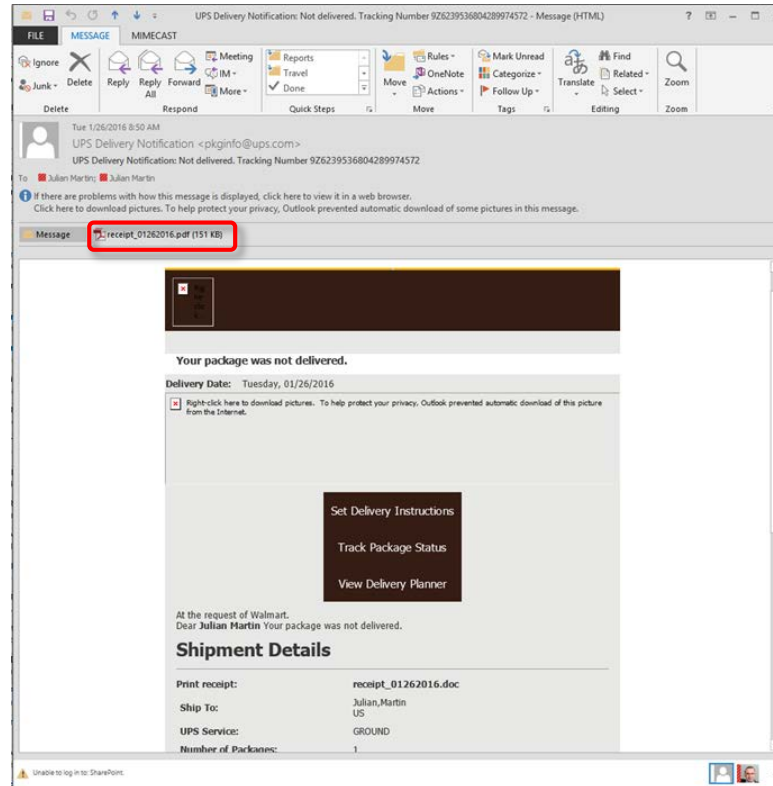 UPS Delivery Notification: Not delivered. Tracking Number 9Z6239536804289974572 - Message (HTML)
FILE MESSAGE MIMECAST
Ignore
Junk
Delete
Reply
Reply All
Forward
Meeting
IM
More
Reports
Travel
Done
Move
Rules
OneNote
Actions
Mark Unread
Categorize
Follow Up
Translate
Find
Related
Select
Zoom
Delete Respond Quick Steps Move Tags Editing Zoom
Tue 1/26/2016 8:50 AM
UPS Delivery Notification <pkginfo@ups.com>
UPS Delivery Notification: Not delivered. Tracking Number 9Z6239536804289974572
To Julian Martin; Julian Martin
If there are problems with how this message is displayed, click here to view it in a web browser.
Click here to download pictures. To help protect your privacy, Outlook prevented automatic download of some pictures in this message.
Message receipt_01262016.pdf (151 KB)
Your package was not delivered.
Delivery Date: Tuesday, 01/26/2016
Right-click here to download pictures. To help protect your privacy, Outlook prevented automatic download of this picture
from the Internet.
Set Delivery Instructions
Track Package Status
View Delivery Planner
At the request of Walmart.
Dear Julian Martin Your package was not delivered.
Shipment Details
Print receipt: receipt_01262016.doc
Ship To: Julian,Martin
US
UPS Service: GROUND
Number of Packages: 1
Unable to log in to: SharePoint.